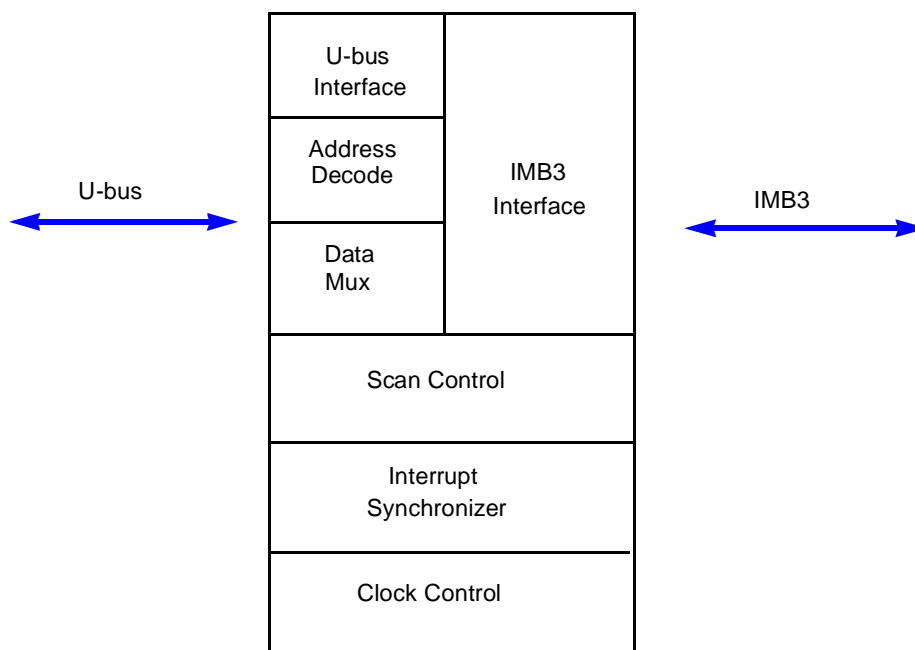 U-bus
Interface
Address
Decode
Data
Mux
IMB3
Interface
U-bus
IMB3
Scan Control
Interrupt
Synchronizer
Clock Control